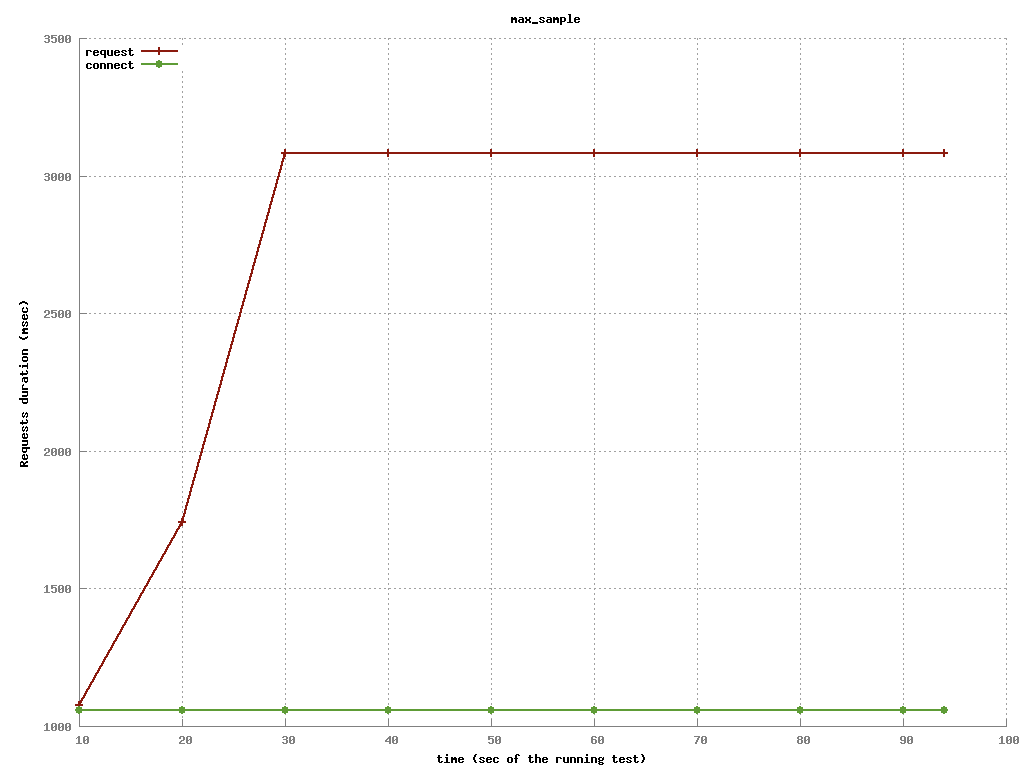 max_sample
3500
request
connect
3000
2500
Requests duration (msec)
2000
1500
1000
10 20 30 40 50 60 70 80 90 100
time (sec of the running test)